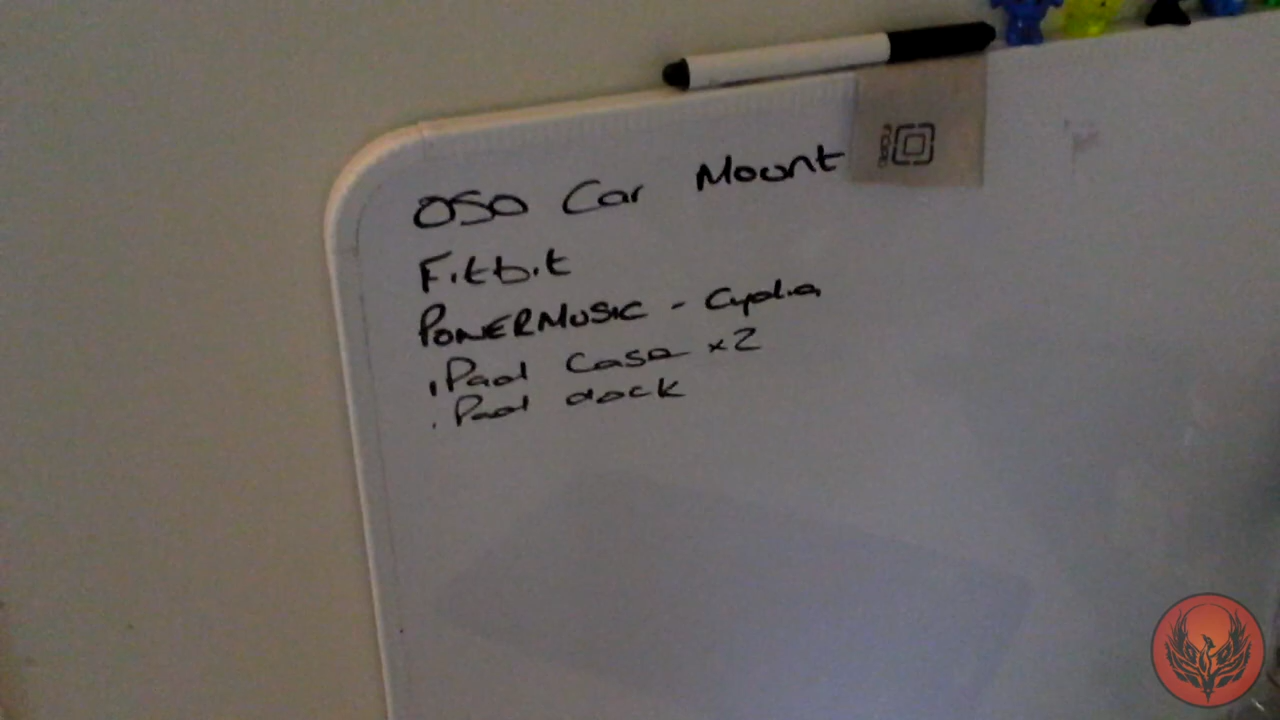 OSO Car Mount
Fitbit
POWERMUSIC - Cydia
iPad Case x2
iPad dock